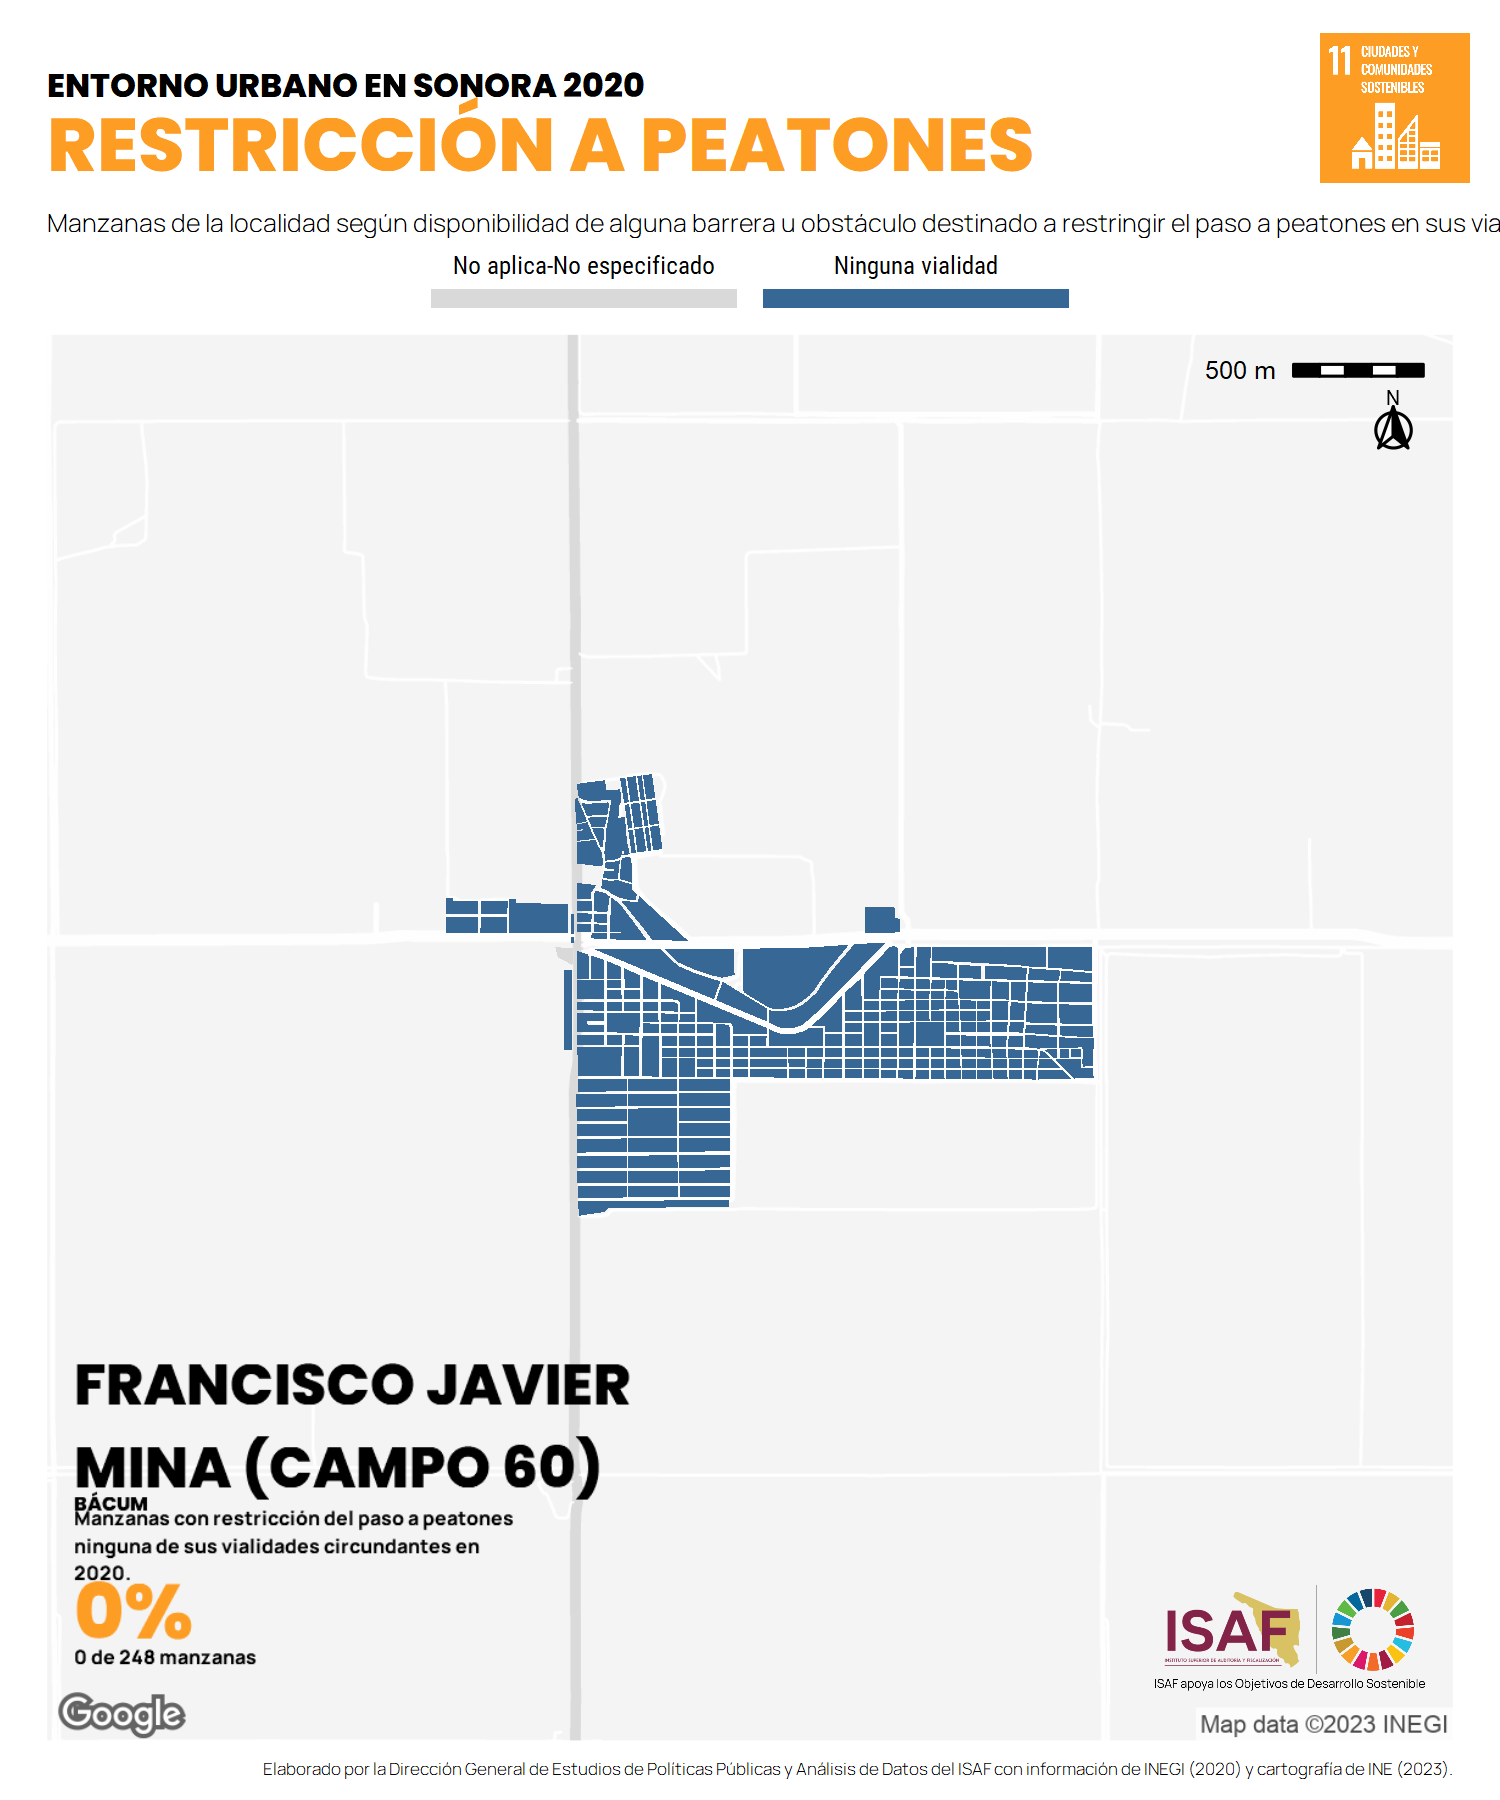 ENTORNO URBANO EN SONORA 2020
RESTRICCIÓN A PEATONES
11 CIUDADES Y
COMUNIDADES
SOSTENIBLES
Manzanas de la localidad según disponibilidad de alguna barrera u obstáculo destinado a restringir el paso a peatones en sus via
No aplica-No especificado
Ninguna vialidad
500 m
N
FRANCISCO JAVIER
MINA (CAMPO 60)
BÁCUM
Manzanas con restricción del paso a peatones
ninguna de sus vialidades circundantes en
2020.
0%
0 de 248 manzanas
ISAF
INSTITUTO SUPERIOR DE AUDITORÍA Y FISCALIZACIÓN
ISAF apoya los Objetivos de Desarrollo Sostenible
Google
Map data ©2023 INEGI
Elaborado por la Dirección General de Estudios de Políticas Públicas y Análisis de Datos del ISAF con información de INEGI (2020) y cartografía de INE (2023).